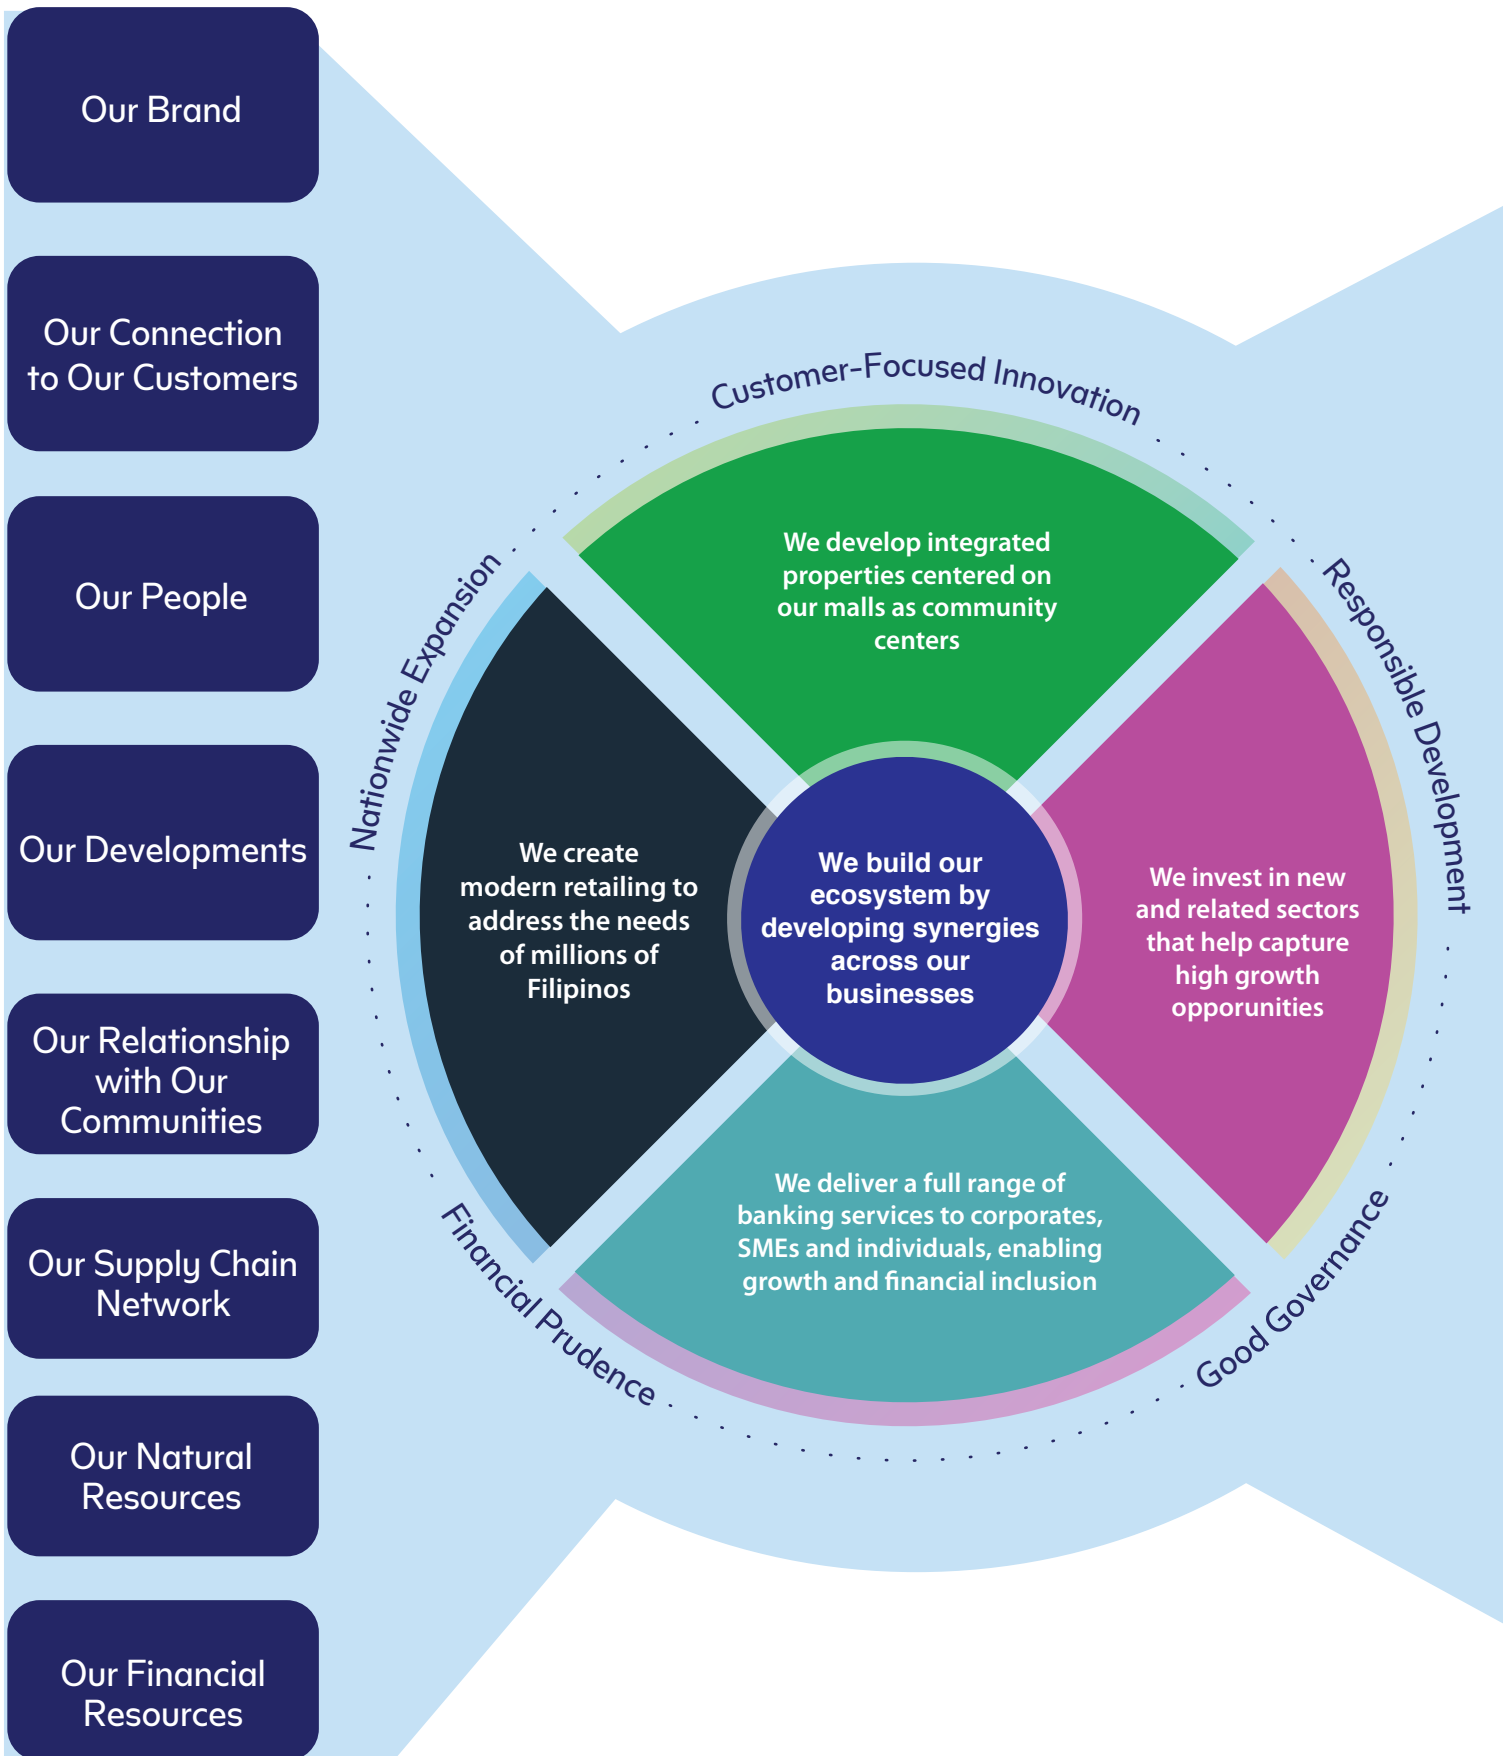 Our Brand
Our Connection
to Our Customers
Our People
Our Developments
Our Relationship
with Our
Communities
Our Supply Chain
Network
Our Natural
Resources
Our Financial
Resources
Customer-Focused Innovation
Responsible Development
Good Governance
Financial Prudence
Nationwide Expansion
We develop integrated
properties centered on
our malls as community
centers
We create
modern retailing to
address the needs
of millions of
Filipinos
We build our
ecosystem by
developing synergies
across our
businesses
We invest in new
and related sectors
that help capture
high growth
opporunities
We deliver a full range of
banking services to corporates,
SMEs and individuals, enabling
growth and financial inclusion